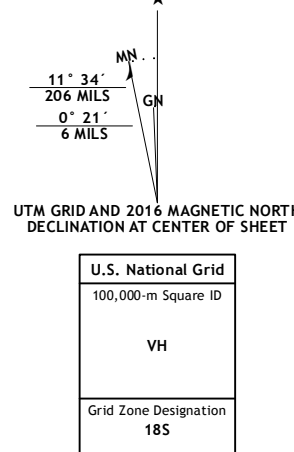 MN
11° 34´
206 MILS
GN
0° 21´
6 MILS
UTM GRID AND 2016 MAGNETIC NORTH
DECLINATION AT CENTER OF SHEET
U.S. National Grid
100,000-m Square ID
VH
Grid Zone Designation
18S